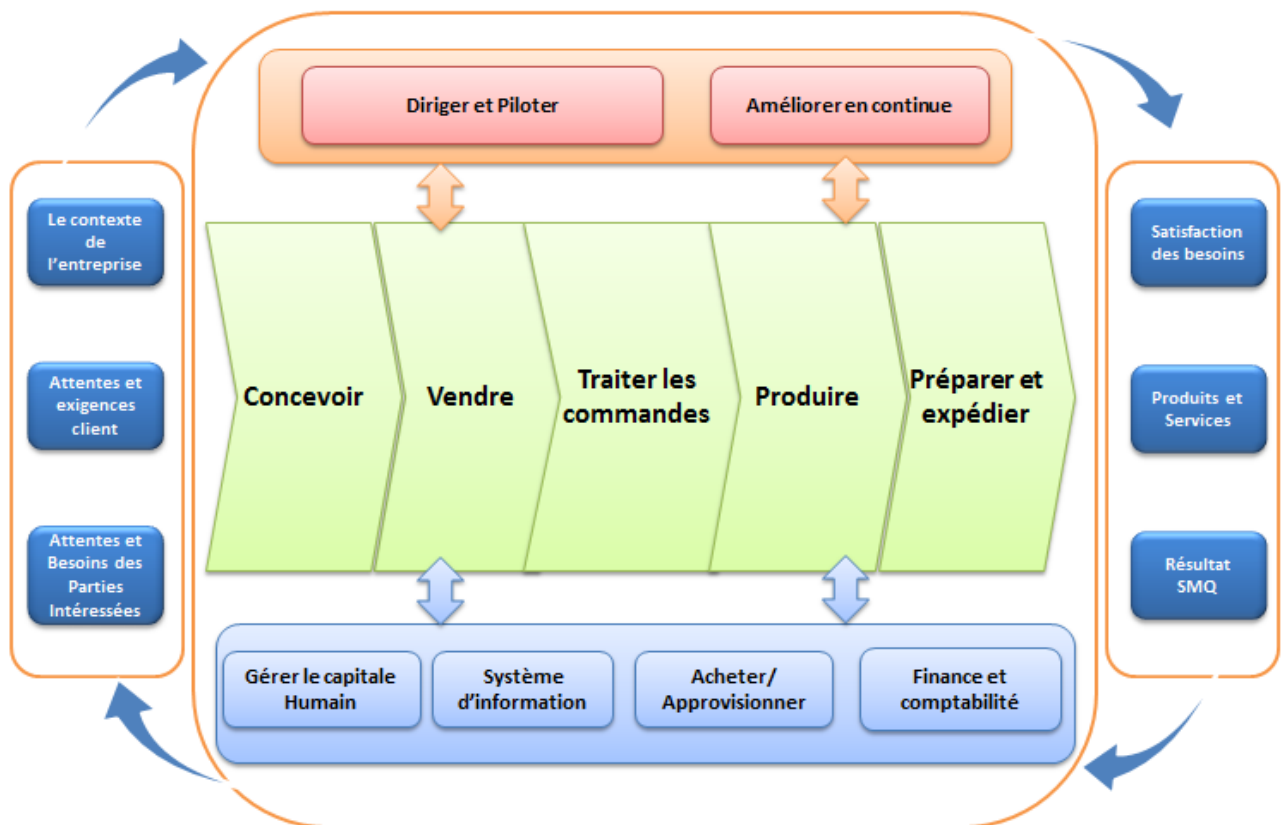 Diriger et Piloter
Améliorer en continue
Le contexte
de
l'entreprise
Attentes et
exigences
client
Attentes et
Besoins des
Parties
Intéressées
Concevoir
Vendre
Traiter les
commandes
Produire
Préparer et
expédier
Satisfaction
des besoins
Produits et
Services
Résultat
SMQ
Gérer le capitale
Humain
Système
d'information
Acheter/
Approvisionner
Finance et
comptabilité